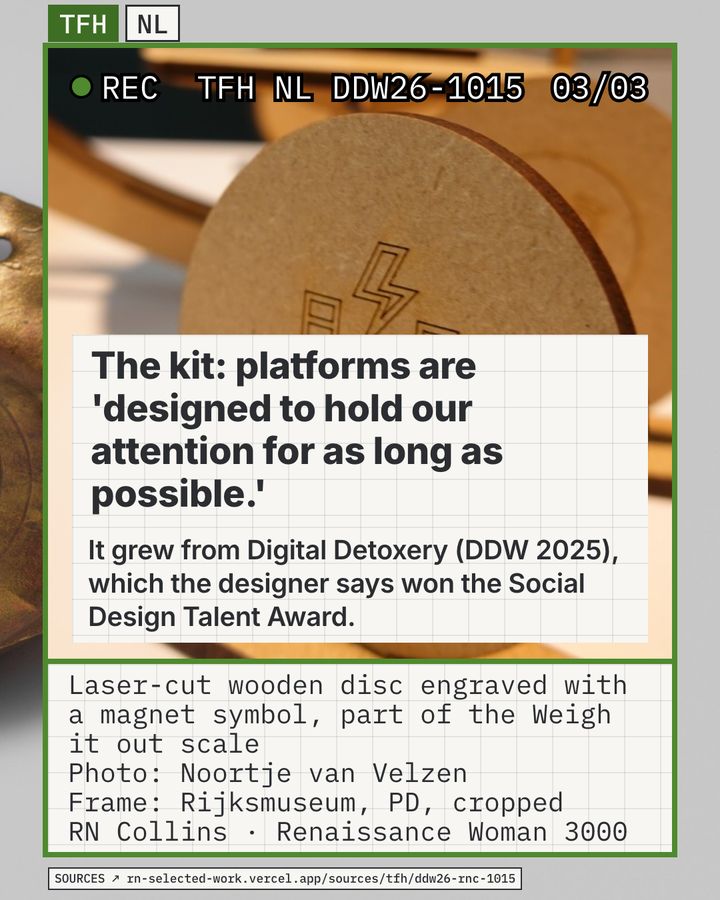 TFH NL
REC TFH NL DDW26-1015 03/03
The kit: platforms are
'designed to hold our
attention for as long as
possible.'
It grew from Digital Detoxery (DDW 2025),
which the designer says won the Social
Design Talent Award.
Laser-cut wooden disc engraved with
a magnet symbol, part of the Weigh
it out scale
Photo: Noortje van Velzen
Frame: Rijksmuseum, PD, cropped
RN Collins · Renaissance Woman 3000
SOURCES ↗ rn-selected-work.vercel.app/sources/tfh/ddw26-rnc-1015